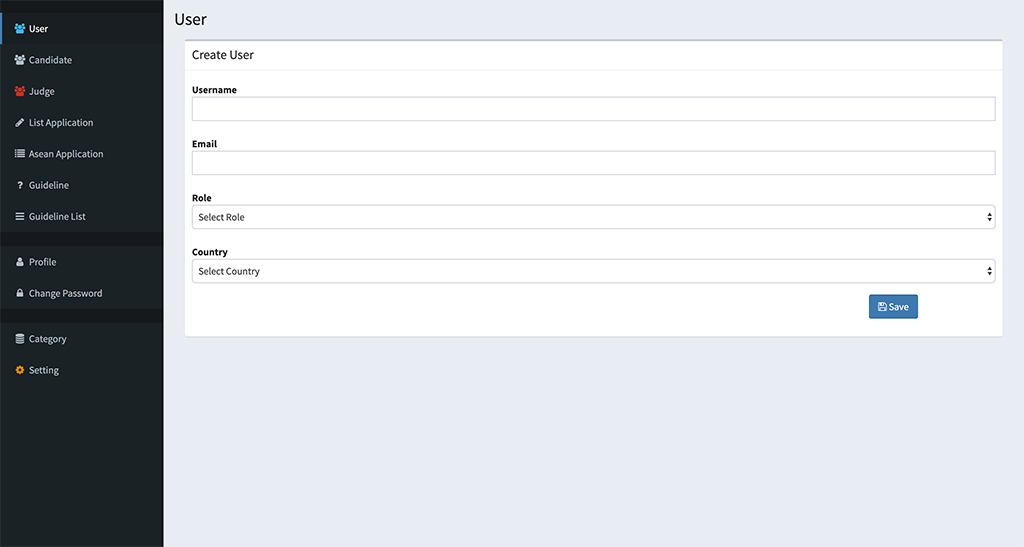 User
Candidate
Judge
List Application
Asean Application
? Guideline
Guideline List
Profile
Change Password
Category
Setting
User
Create User
Username
Email
Role
Select Role
Country
Select Country
Save